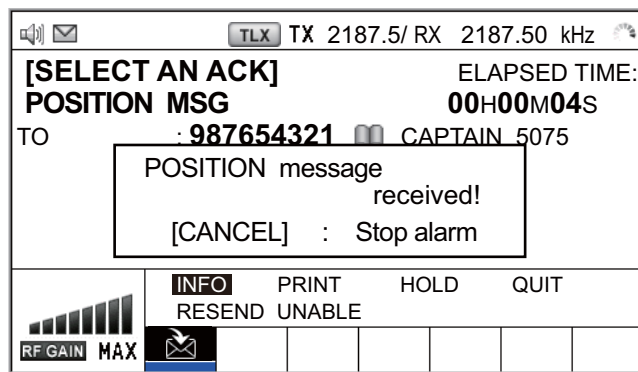 TLX TX 2187.5/ RX 2187.50 kHz
[SELECT AN ACK] ELAPSED TIME:
POSITION MSG 00H00M04S
TO : 987654321 CAPTAIN 5075
POSITION message
received!
[CANCEL] : Stop alarm
INFO PRINT HOLD QUIT
RESEND UNABLE
RF GAIN MAX